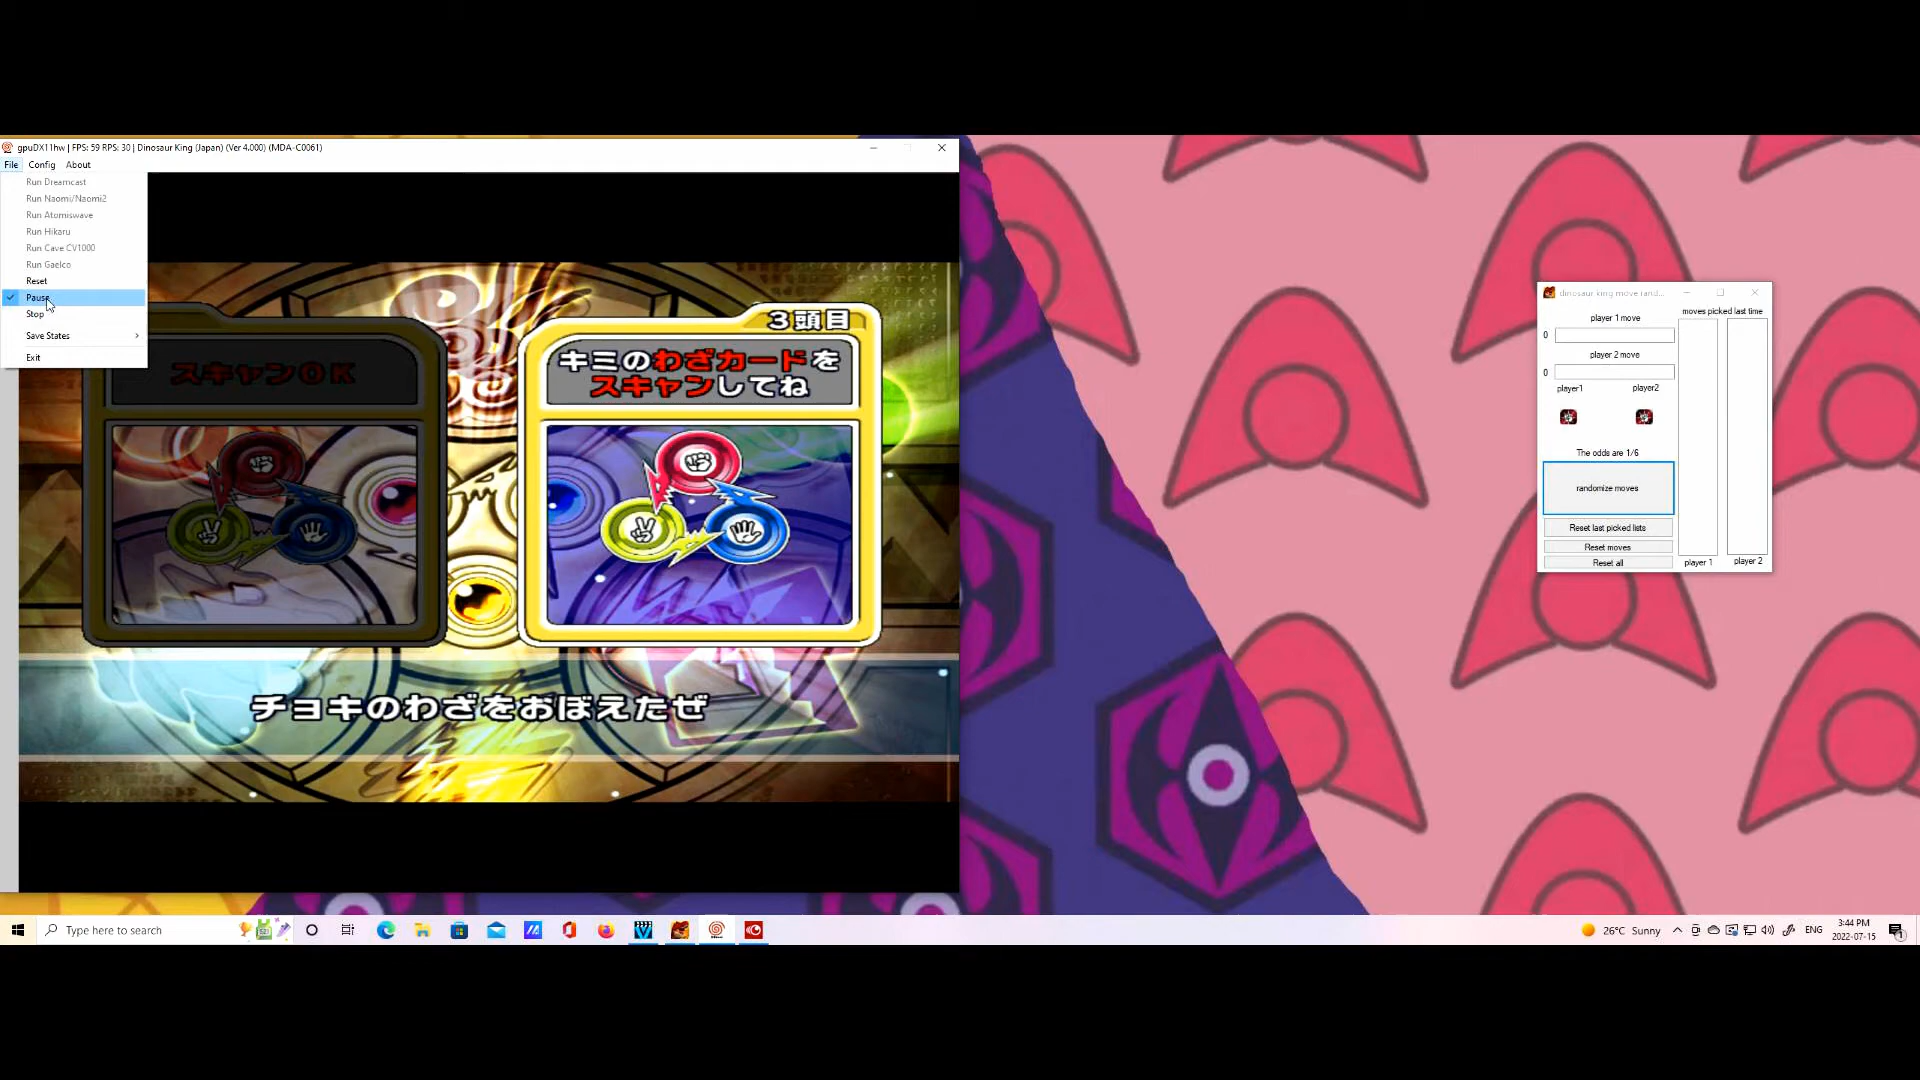 gpuDX11hw | FPS: 59 RPS: 30 | Dinosaur King (Japan) (Ver 4.000) (MDA-C0061)
File Config About
Run Dreamcast
Run Naomi/Naomi2
Run Atomiswave
Run Hikaru
Run Cave CV1000
Run Gaelco
Reset
Pause
Stop
Save States
Exit
スキャンOK
3頭目
キミのわざカードを
スキャンしてね
チョキのわざをおぼえたぜ
dinosaur king move rand...
player 1 move
moves picked last time
0
player 2 move
0
player1 player2
The odds are 1/6
randomize moves
Reset last picked lists
Reset moves
Reset all
player 1 player 2
Type here to search
26°C Sunny
ENG
3:44 PM
2022-07-15
1